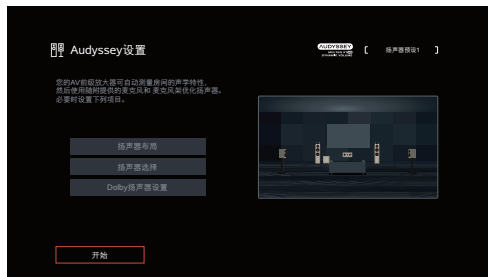 Audyssey设置
AUDYSSEY
[ 扬声器预设1 ]
您的AV前级放大器可自动测量房间的声学特性,
然后使用随附提供的麦克风和 麦克风架优化扬声器。
必要时设置下列项目。
扬声器布局
扬声器选择
Dolby扬声器设置
开始